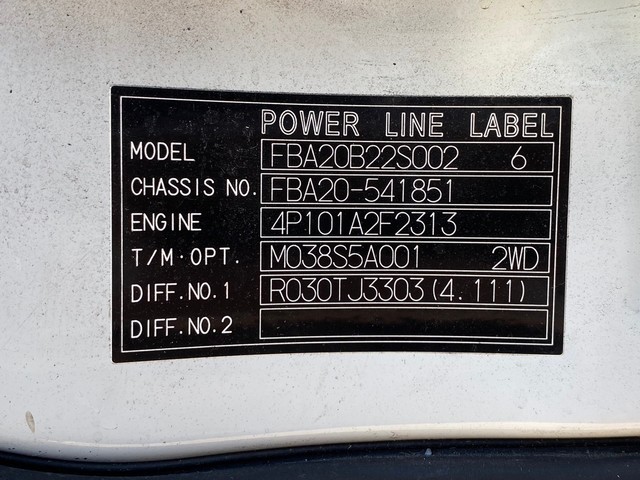 POWER LINE LABEL
MODEL FBA20B22S002 6
CHASSIS NO. FBA20-541851
ENGINE 4P101A2F2313
T/M·OPT. M038S5A001 2WD
DIFF.NO.1 R030TJ3303(4.111)
DIFF.NO.2